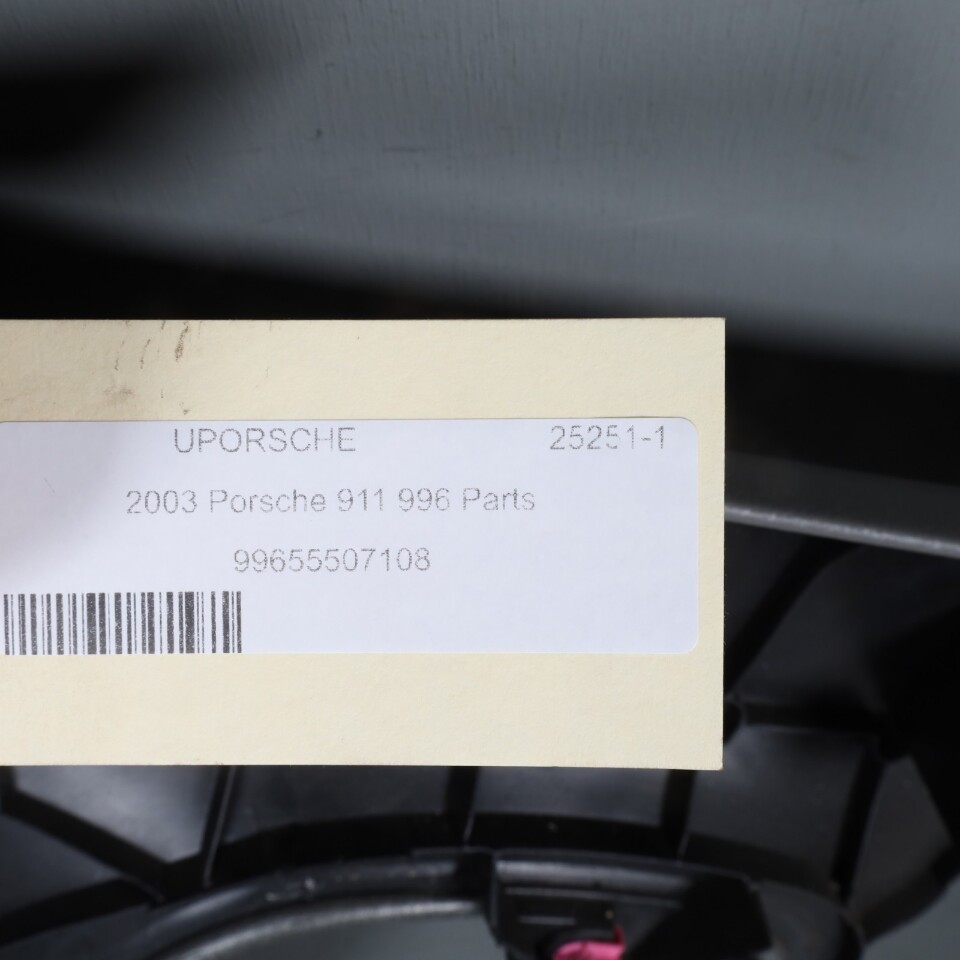 UPORSCHE 25251-1
2003 Porsche 911 996 Parts
99655507108